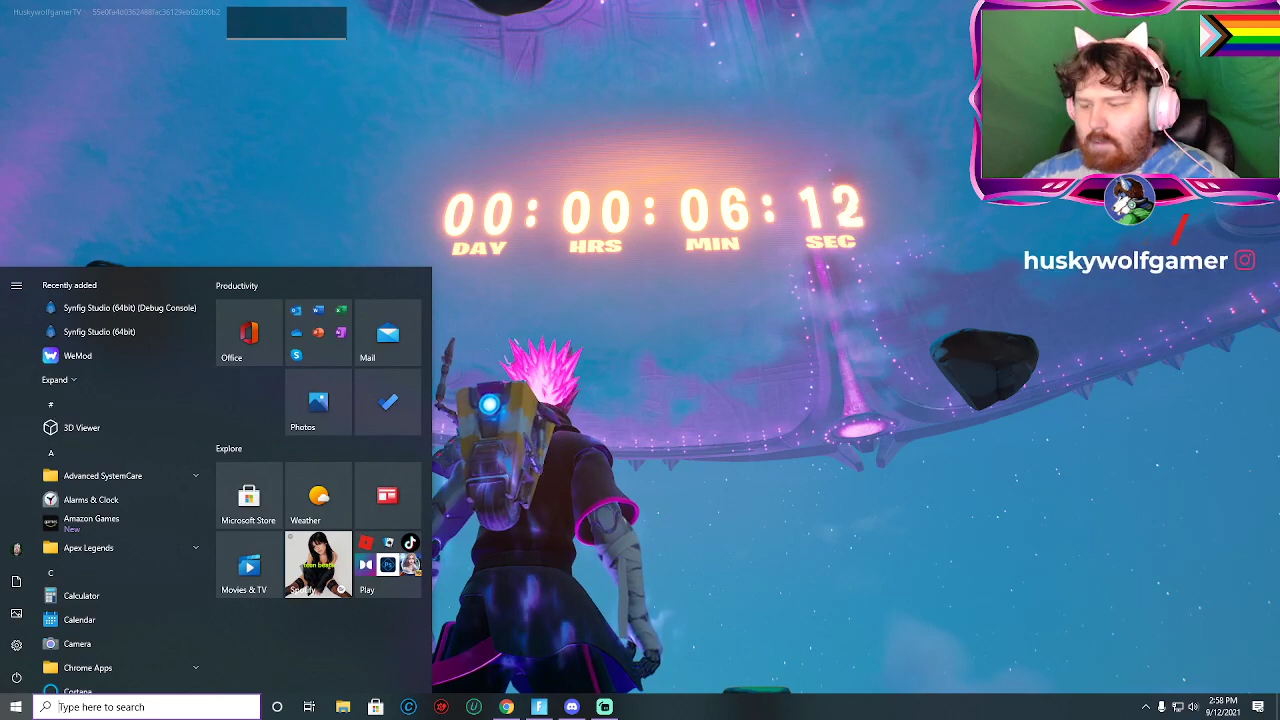 HuskywolfgamerTV
55e0fa4d0362488fac36129eb02d90b2
00 : 00 : 06 : 12
DAY HRS MIN SEC
huskywolfgamer
Recently added
Synfig Studio (64bit) (Debug Console)
Synfig Studio (64bit)
WeMod
Expand
#
3D Viewer
A
Advanced SystemCare
Alarms & Clock
Amazon Games
New
Apex Legends
C
Calculator
Calendar
Camera
Chrome Apps
Cortana
Productivity
Office
Mail
Photos
Explore
Microsoft Store
Weather
Movies & TV
Spotify
Play
Type here to search
2:58 PM
9/12/2021